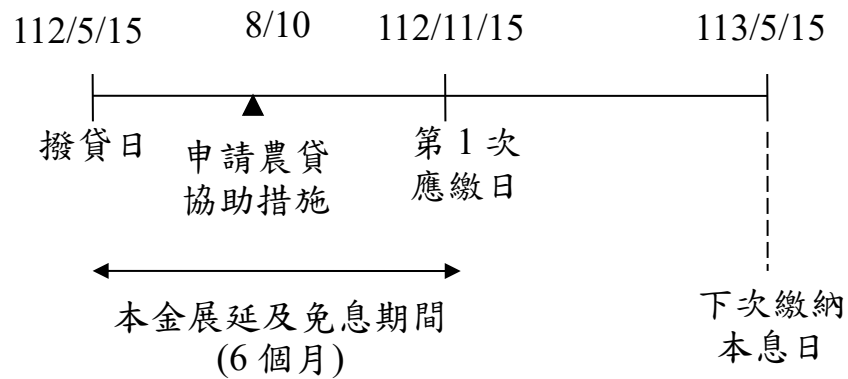 112/5/15
8/10
112/11/15
113/5/15
撥貸日
申請農貸
協助措施
第 1 次
應繳日
本金展延及免息期間
(6 個月)
下次繳納
本息日